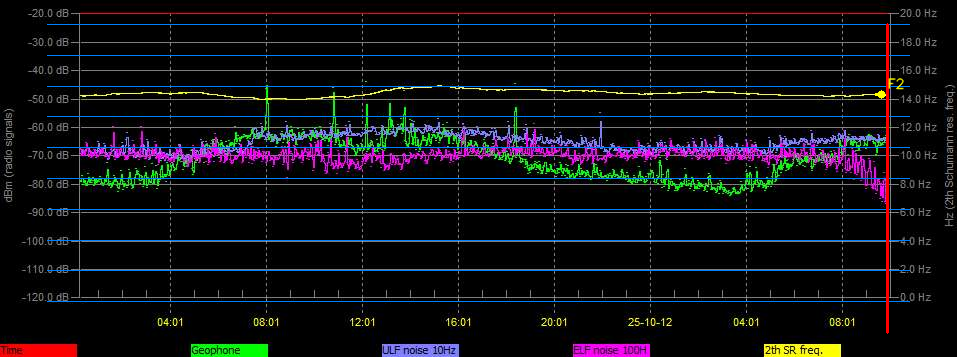 -20.0 dB 20.0 Hz
-30.0 dB 18.0 Hz
-40.0 dB 16.0 Hz
F2
-50.0 dB 14.0 Hz
-60.0 dB 12.0 Hz
-70.0 dB 10.0 Hz
-80.0 dB 8.0 Hz
-90.0 dB 6.0 Hz
-100.0 dB 4.0 Hz
-110.0 dB 2.0 Hz
-120.0 dB 0.0 Hz
dBm (radio signals)
Hz (2th Schumann res. freq.)
04:01 08:01 12:01 16:01 20:01 25-10-12 04:01 08:01
Time Geophone ULF noise 10Hz ELF noise 100H 2th SR freq.